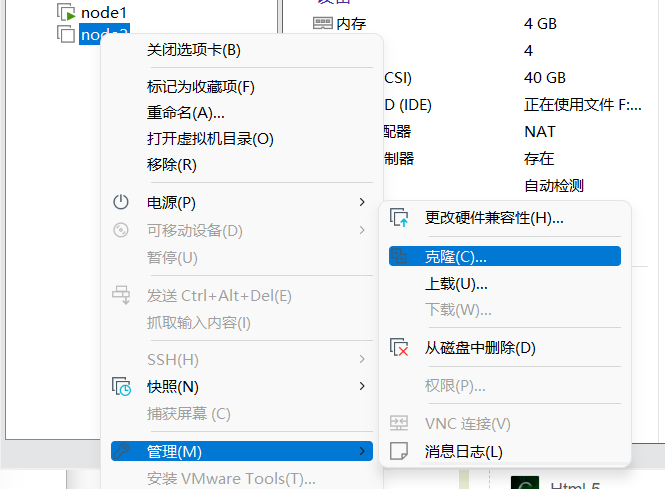 node1
内存
4 GB
关闭选项卡(B)
4
标记为收藏项(F)
CSI)
40 GB
重命名(A)...
D (IDE)
正在使用文件 F:...
打开虚拟机目录(O)
配器
NAT
移除(R)
制器
存在
自动检测
电源(P)
可移动设备(D)
暂停(U)
发送 Ctrl+Alt+Del(E)
抓取输入内容(I)
SSH(H)
快照(N)
捕获屏幕 (C)
管理(M)
安装 VMware Tools(T)...
更改硬件兼容性(H)...
克隆(C)...
上载(U)...
下载(W)...
从磁盘中删除(D)
权限(P)...
VNC 连接(V)
消息日志(L)